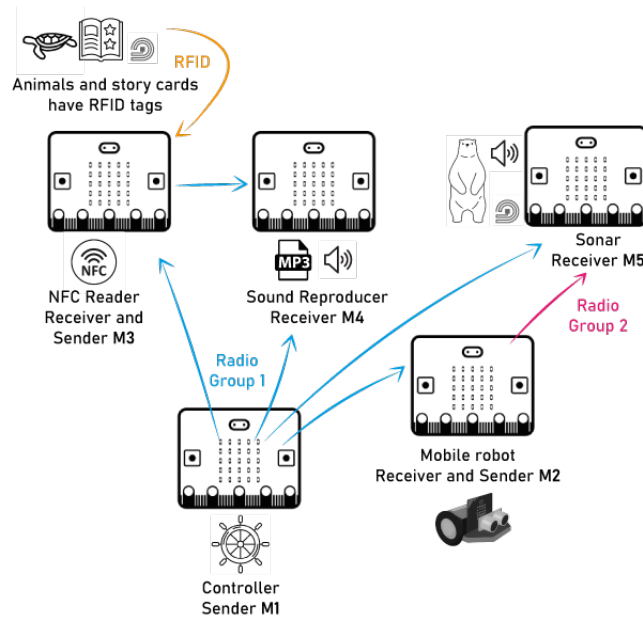 RFID
Animals and story cards
have RFID tags
NFC
NFC Reader
Receiver and
Sender M3
MP3
Sound Reproducer
Receiver M4
Sonar
Receiver M5
Radio
Group 2
Radio
Group 1
Mobile robot
Receiver and Sender M2
Controller
Sender M1